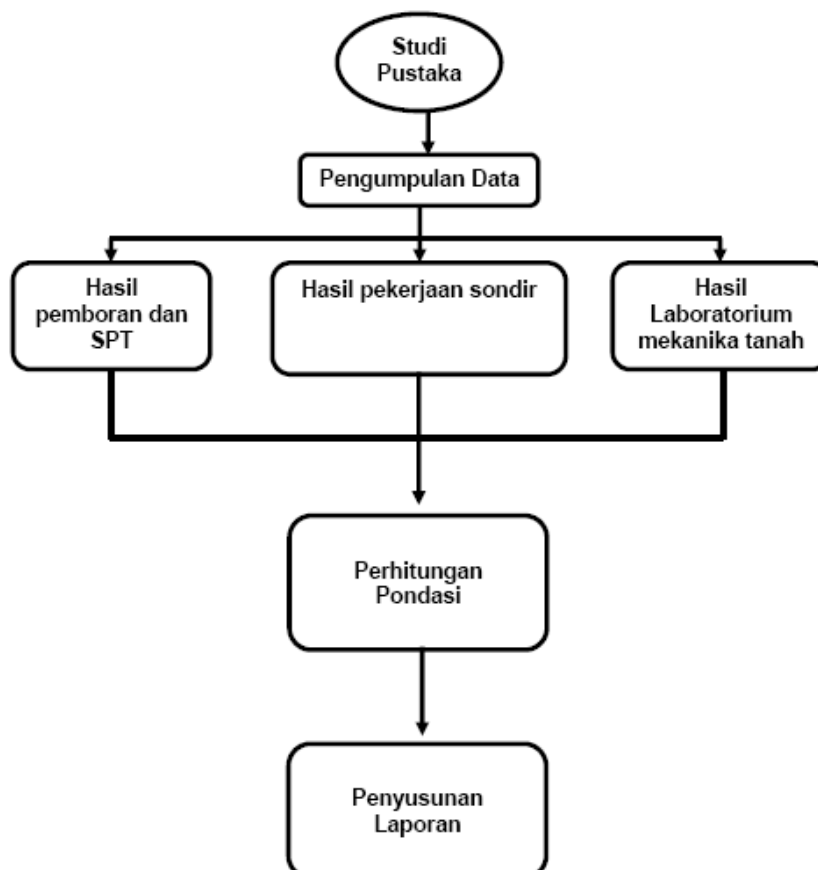 Studi
Pustaka
Pengumpulan Data
Hasil
pemboran dan
SPT
Hasil pekerjaan sondir
Hasil
Laboratorium
mekanika tanah
Perhitungan
Pondasi
Penyusunan
Laporan